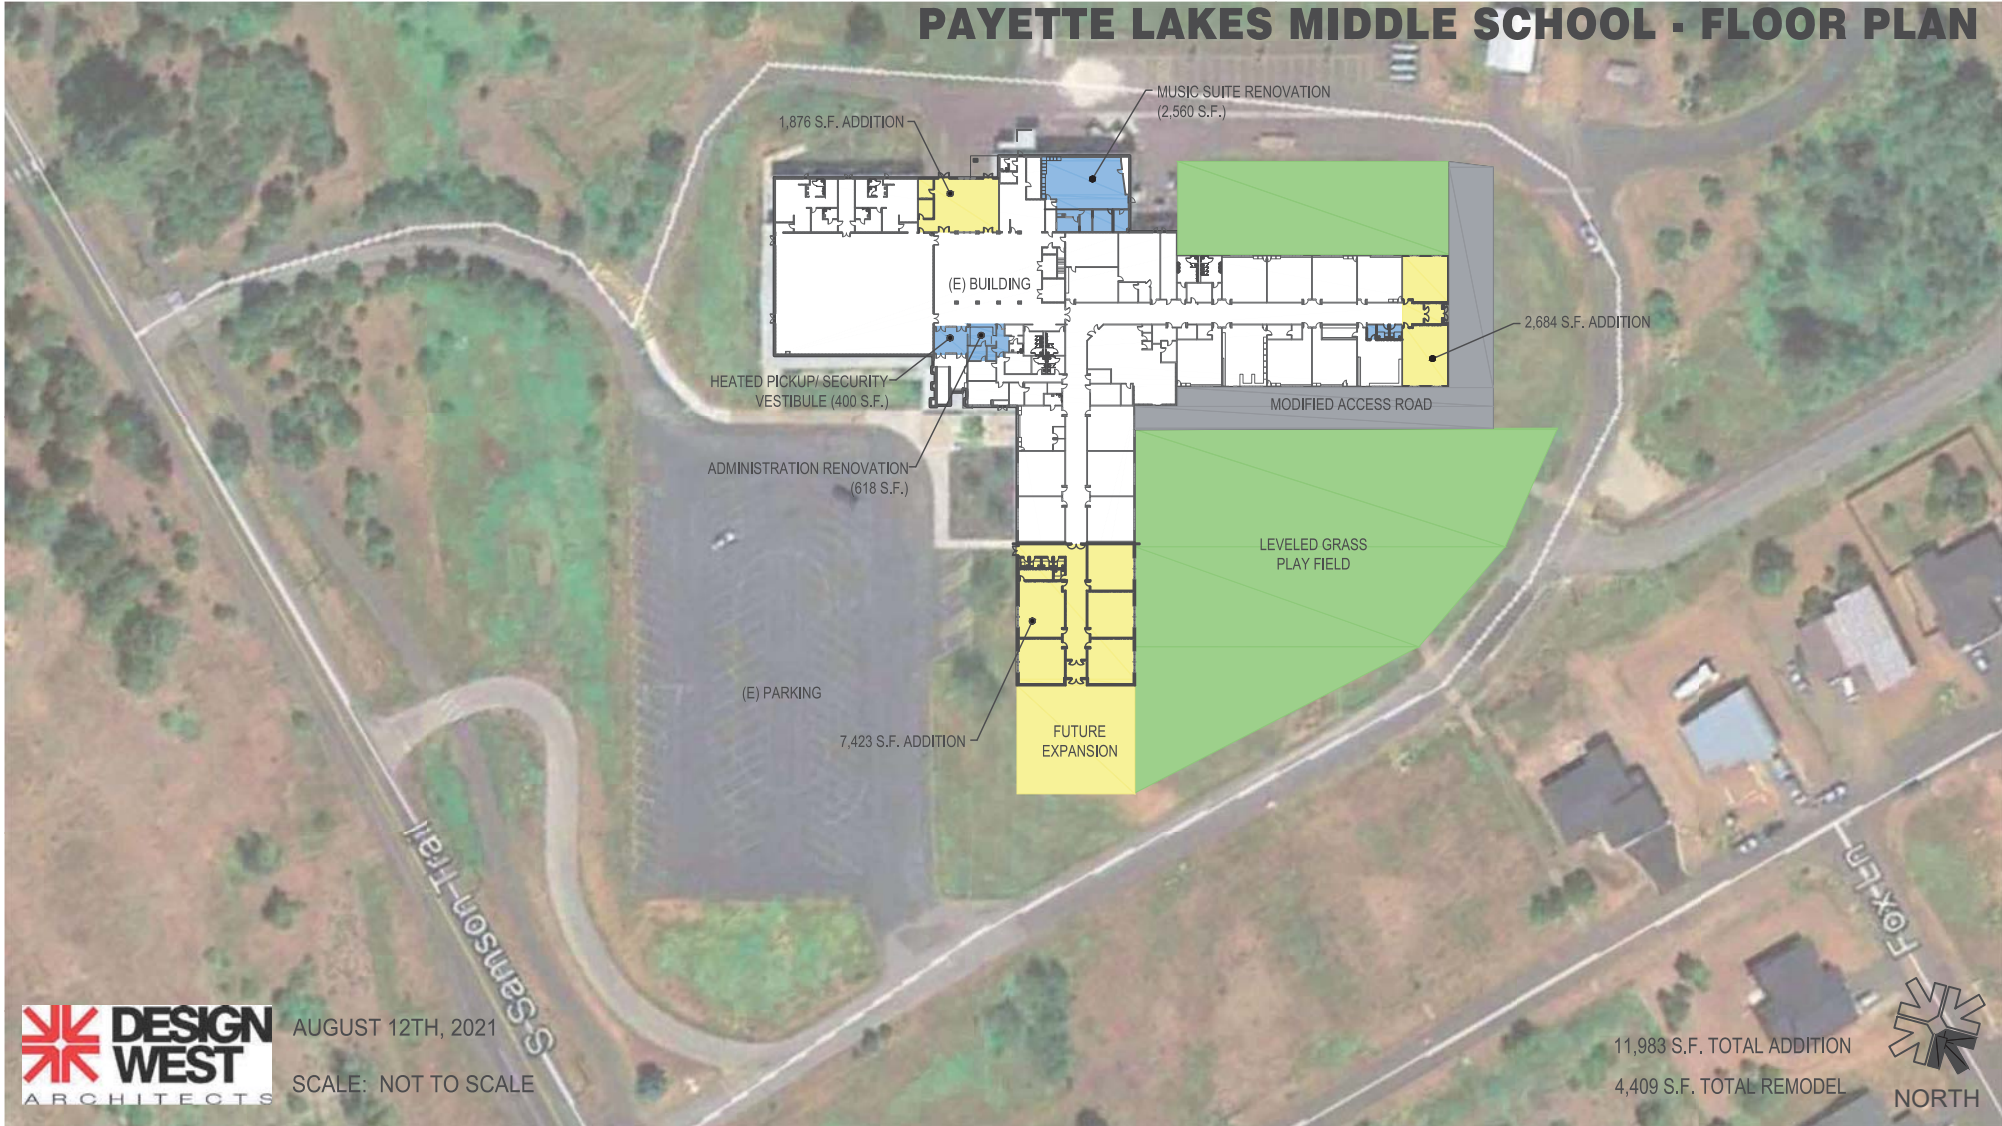 PAYETTE LAKES MIDDLE SCHOOL - FLOOR PLAN
MUSIC SUITE RENOVATION
(2,560 S.F.)
1,876 S.F. ADDITION
(E) BUILDING
2,684 S.F. ADDITION
HEATED PICKUP/ SECURITY
VESTIBULE (400 S.F.)
MODIFIED ACCESS ROAD
ADMINISTRATION RENOVATION
(618 S.F.)
LEVELED GRASS
PLAY FIELD
(E) PARKING
7,423 S.F. ADDITION
FUTURE
EXPANSION
S Samson Trail
Fox Ln
DESIGN
WEST
ARCHITECTS
AUGUST 12TH, 2021
SCALE: NOT TO SCALE
11,983 S.F. TOTAL ADDITION
4,409 S.F. TOTAL REMODEL
NORTH